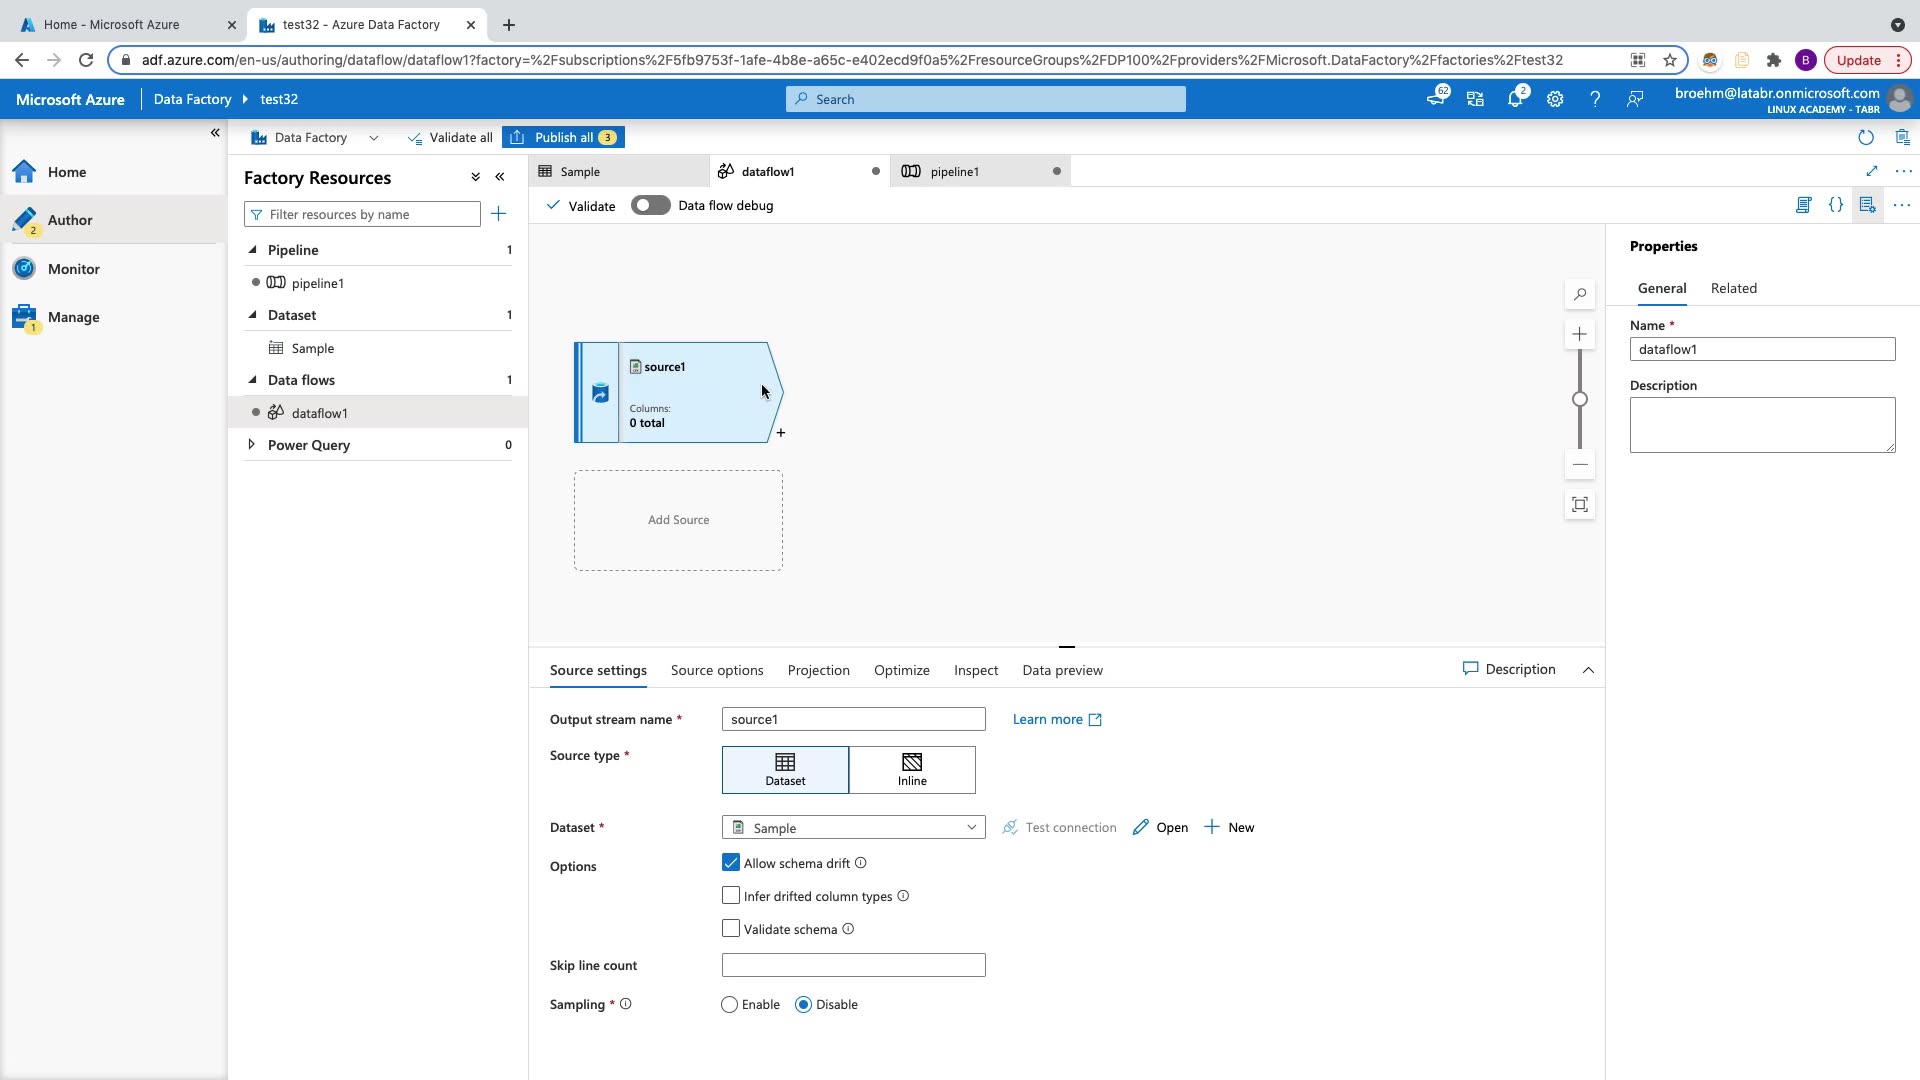 Home - Microsoft Azure
test32 - Azure Data Factory
adf.azure.com/en-us/authoring/dataflow/dataflow1?factory=%2Fsubscriptions%2F5fb9753f-1afe-4b8e-a65c-e402ecd9f0a5%2FresourceGroups%2FDP100%2Fproviders%2FMicrosoft.DataFactory%2Ffactories%2Ftest32
B
Update
Microsoft Azure
Data Factory
test32
Search
62
2
broehm@latabr.onmicrosoft.com
LINUX ACADEMY - TABR
Data Factory
Validate all
Publish all 3
Home
Author
2
Monitor
Manage
1
Factory Resources
Filter resources by name
Pipeline 1
pipeline1
Dataset 1
Sample
Data flows 1
dataflow1
Power Query 0
Sample
dataflow1
pipeline1
Validate
Data flow debug
source1
Columns:
0 total
Add Source
Properties
General
Related
Name *
dataflow1
Description
Source settings
Source options
Projection
Optimize
Inspect
Data preview
Description
Output stream name *
source1
Learn more
Source type *
Dataset
Inline
Dataset *
Sample
Test connection
Open
New
Options
Allow schema drift
Infer drifted column types
Validate schema
Skip line count
Sampling *
Enable
Disable